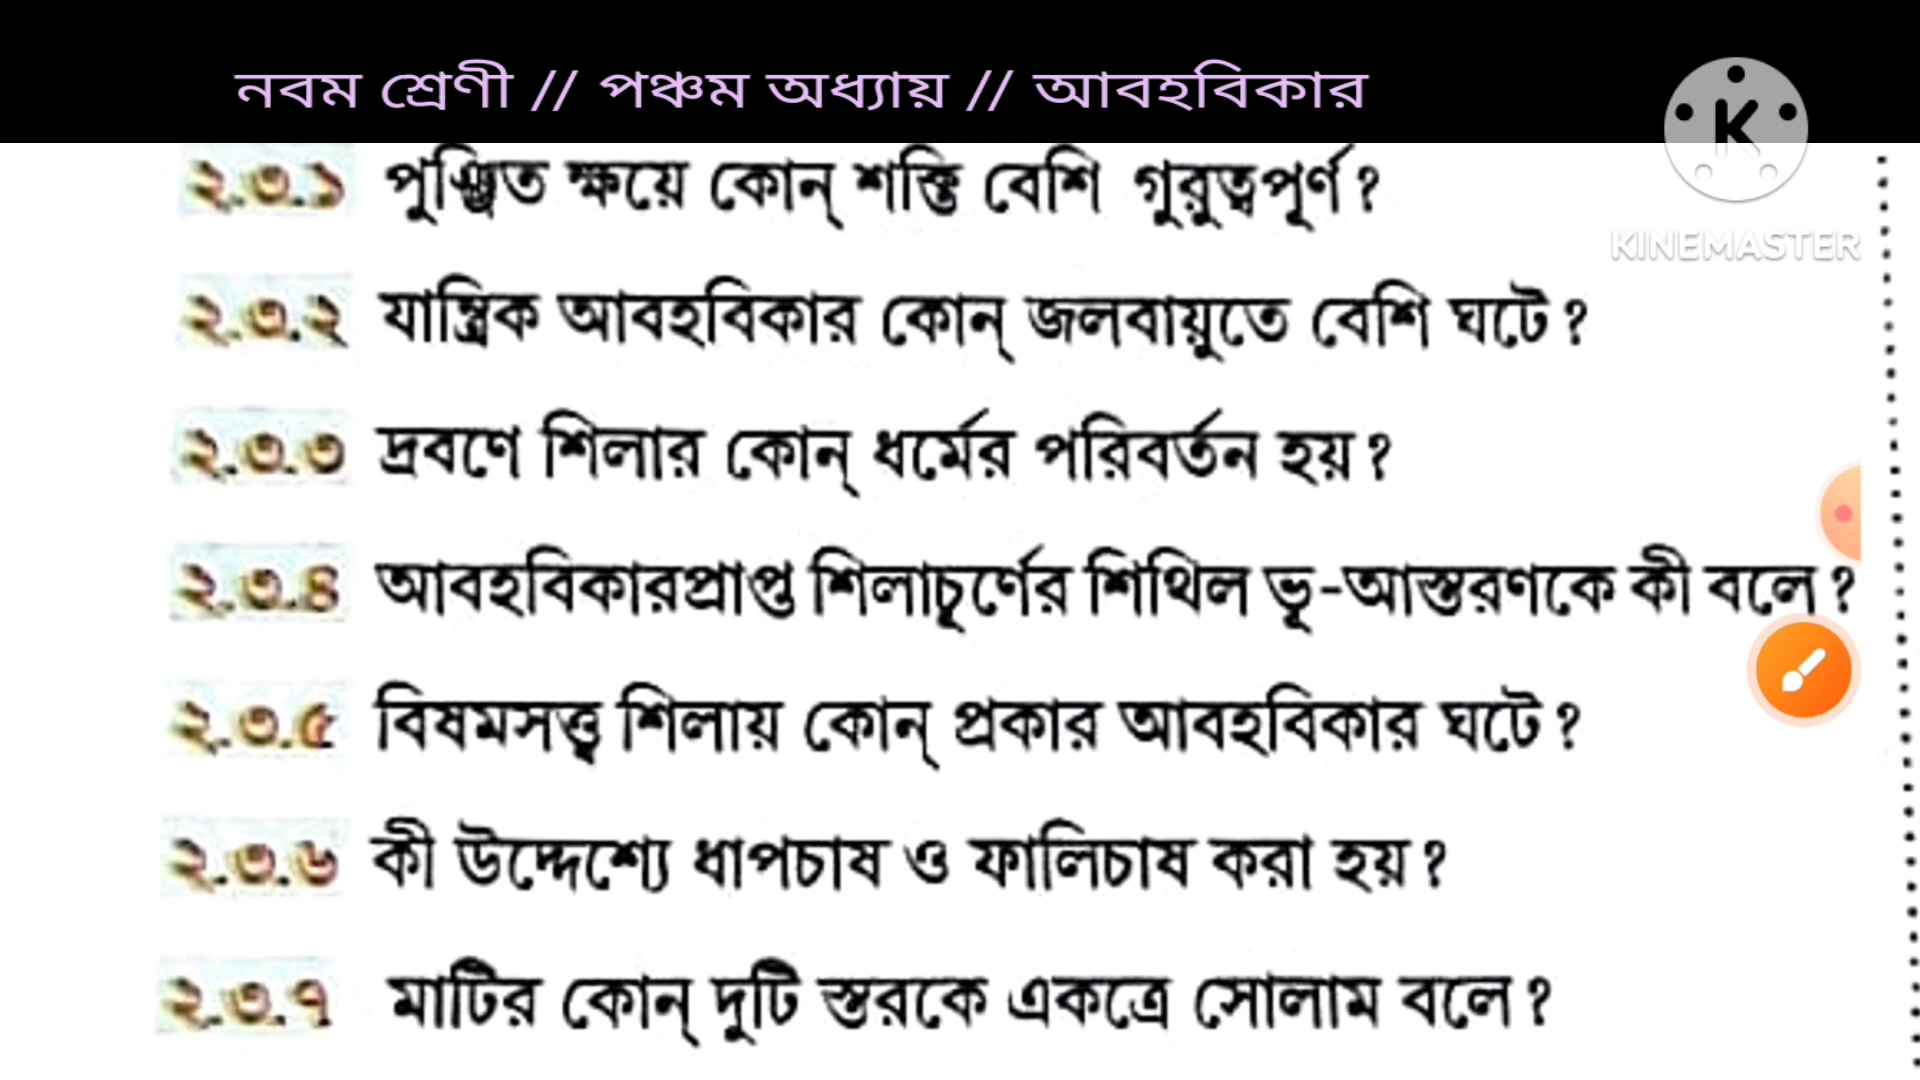 নবম শ্রেণী // পঞ্চম অধ্যায় // আবহবিকার
K
KINEMASTER
২.৩.১ পুঞ্জিত ক্ষয়ে কোন্ শক্তি বেশি গুরুত্বপূর্ণ?
২.৩.২ যান্ত্রিক আবহবিকার কোন্ জলবায়ুতে বেশি ঘটে?
২.৩.৩ দ্রবণে শিলার কোন্ ধর্মের পরিবর্তন হয়?
২.৩.৪ আবহবিকারপ্রাপ্ত শিলাচূর্ণের শিথিল ভূ-আস্তরণকে কী বলে?
২.৩.৫ বিষমসত্ত্ব শিলায় কোন্ প্রকার আবহবিকার ঘটে?
২.৩.৬ কী উদ্দেশ্যে ধাপচাষ ও ফালিচাষ করা হয়?
২.৩.৭ মাটির কোন্ দুটি স্তরকে একত্রে সোলাম বলে?